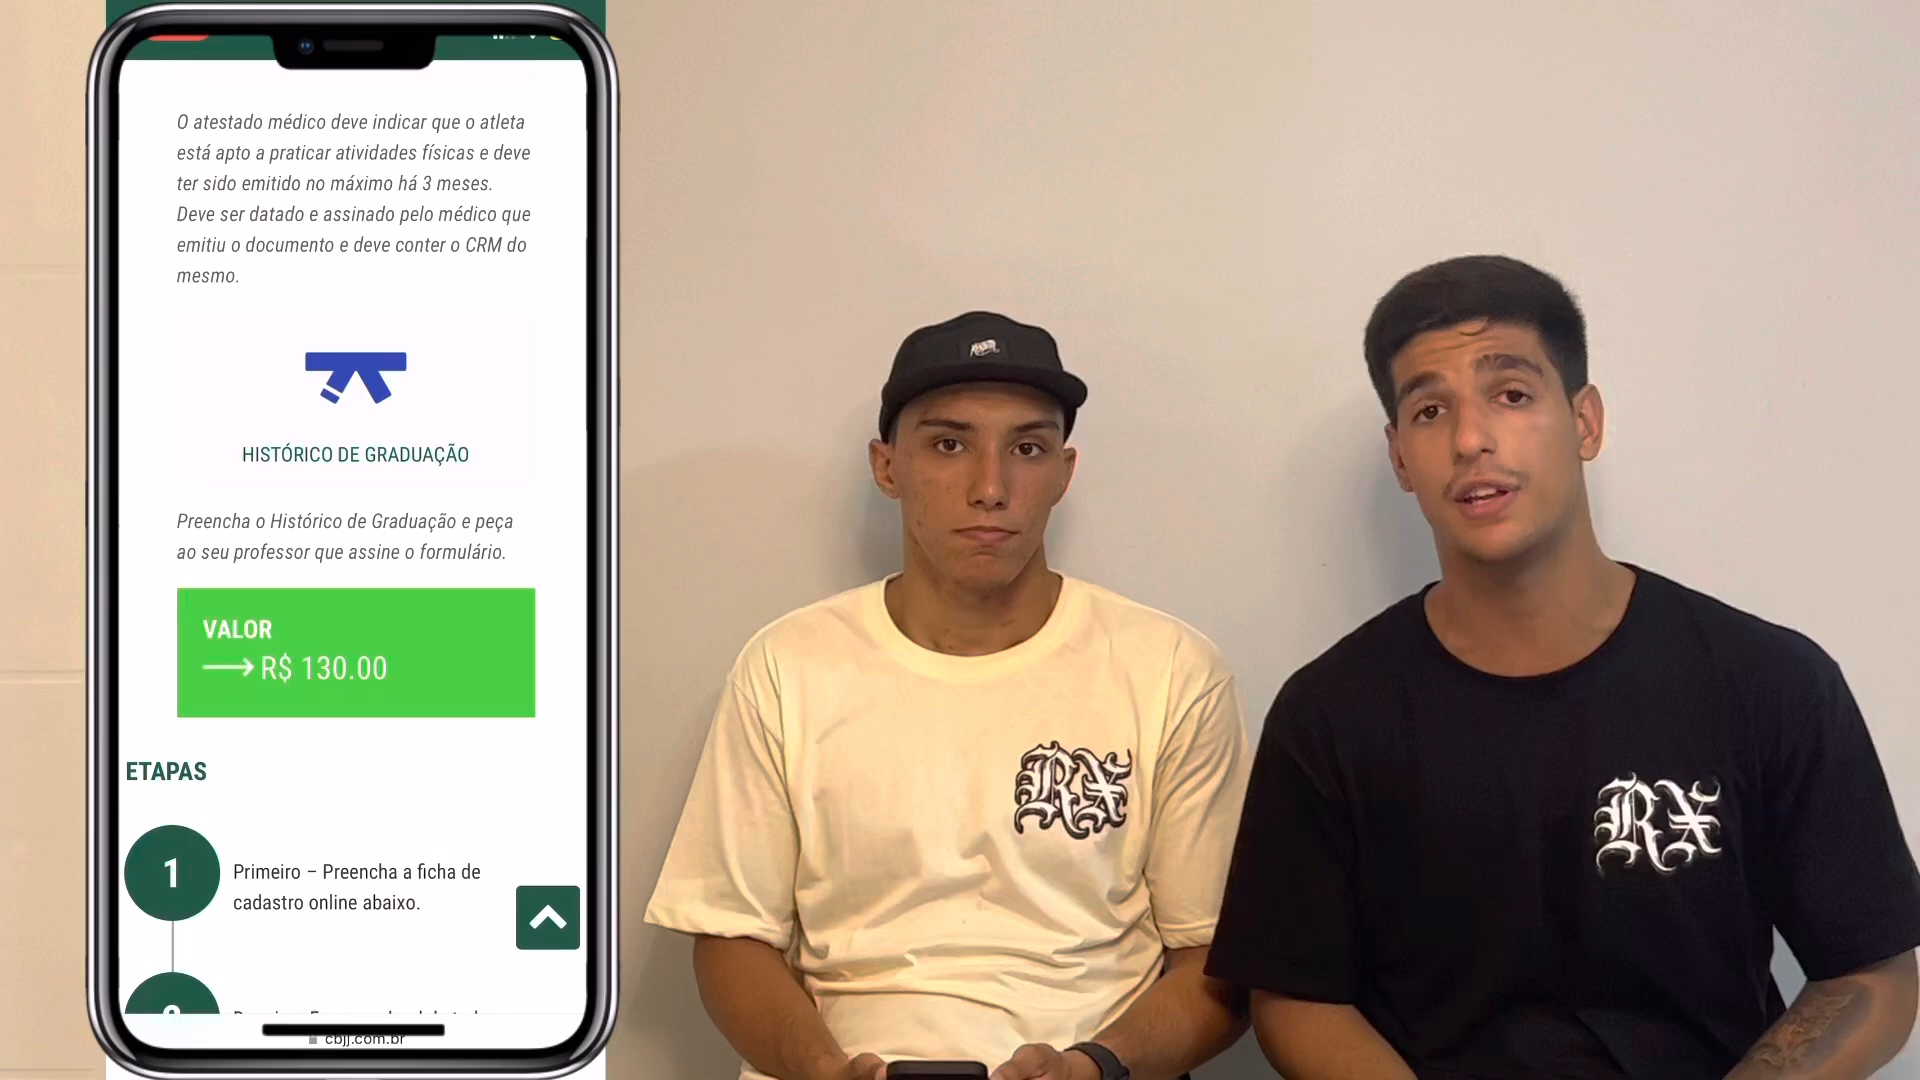 O atestado médico deve indicar que o atleta
está apto a praticar atividades físicas e deve
ter sido emitido no máximo há 3 meses.
Deve ser datado e assinado pelo médico que
emitiu o documento e deve conter o CRM do
mesmo.
HISTÓRICO DE GRADUAÇÃO
Preencha o Histórico de Graduação e peça
ao seu professor que assine o formulário.
VALOR
R$ 130.00
ETAPAS
1
Primeiro – Preencha a ficha de
cadastro online abaixo.
cbjj.com.br
RX
RX